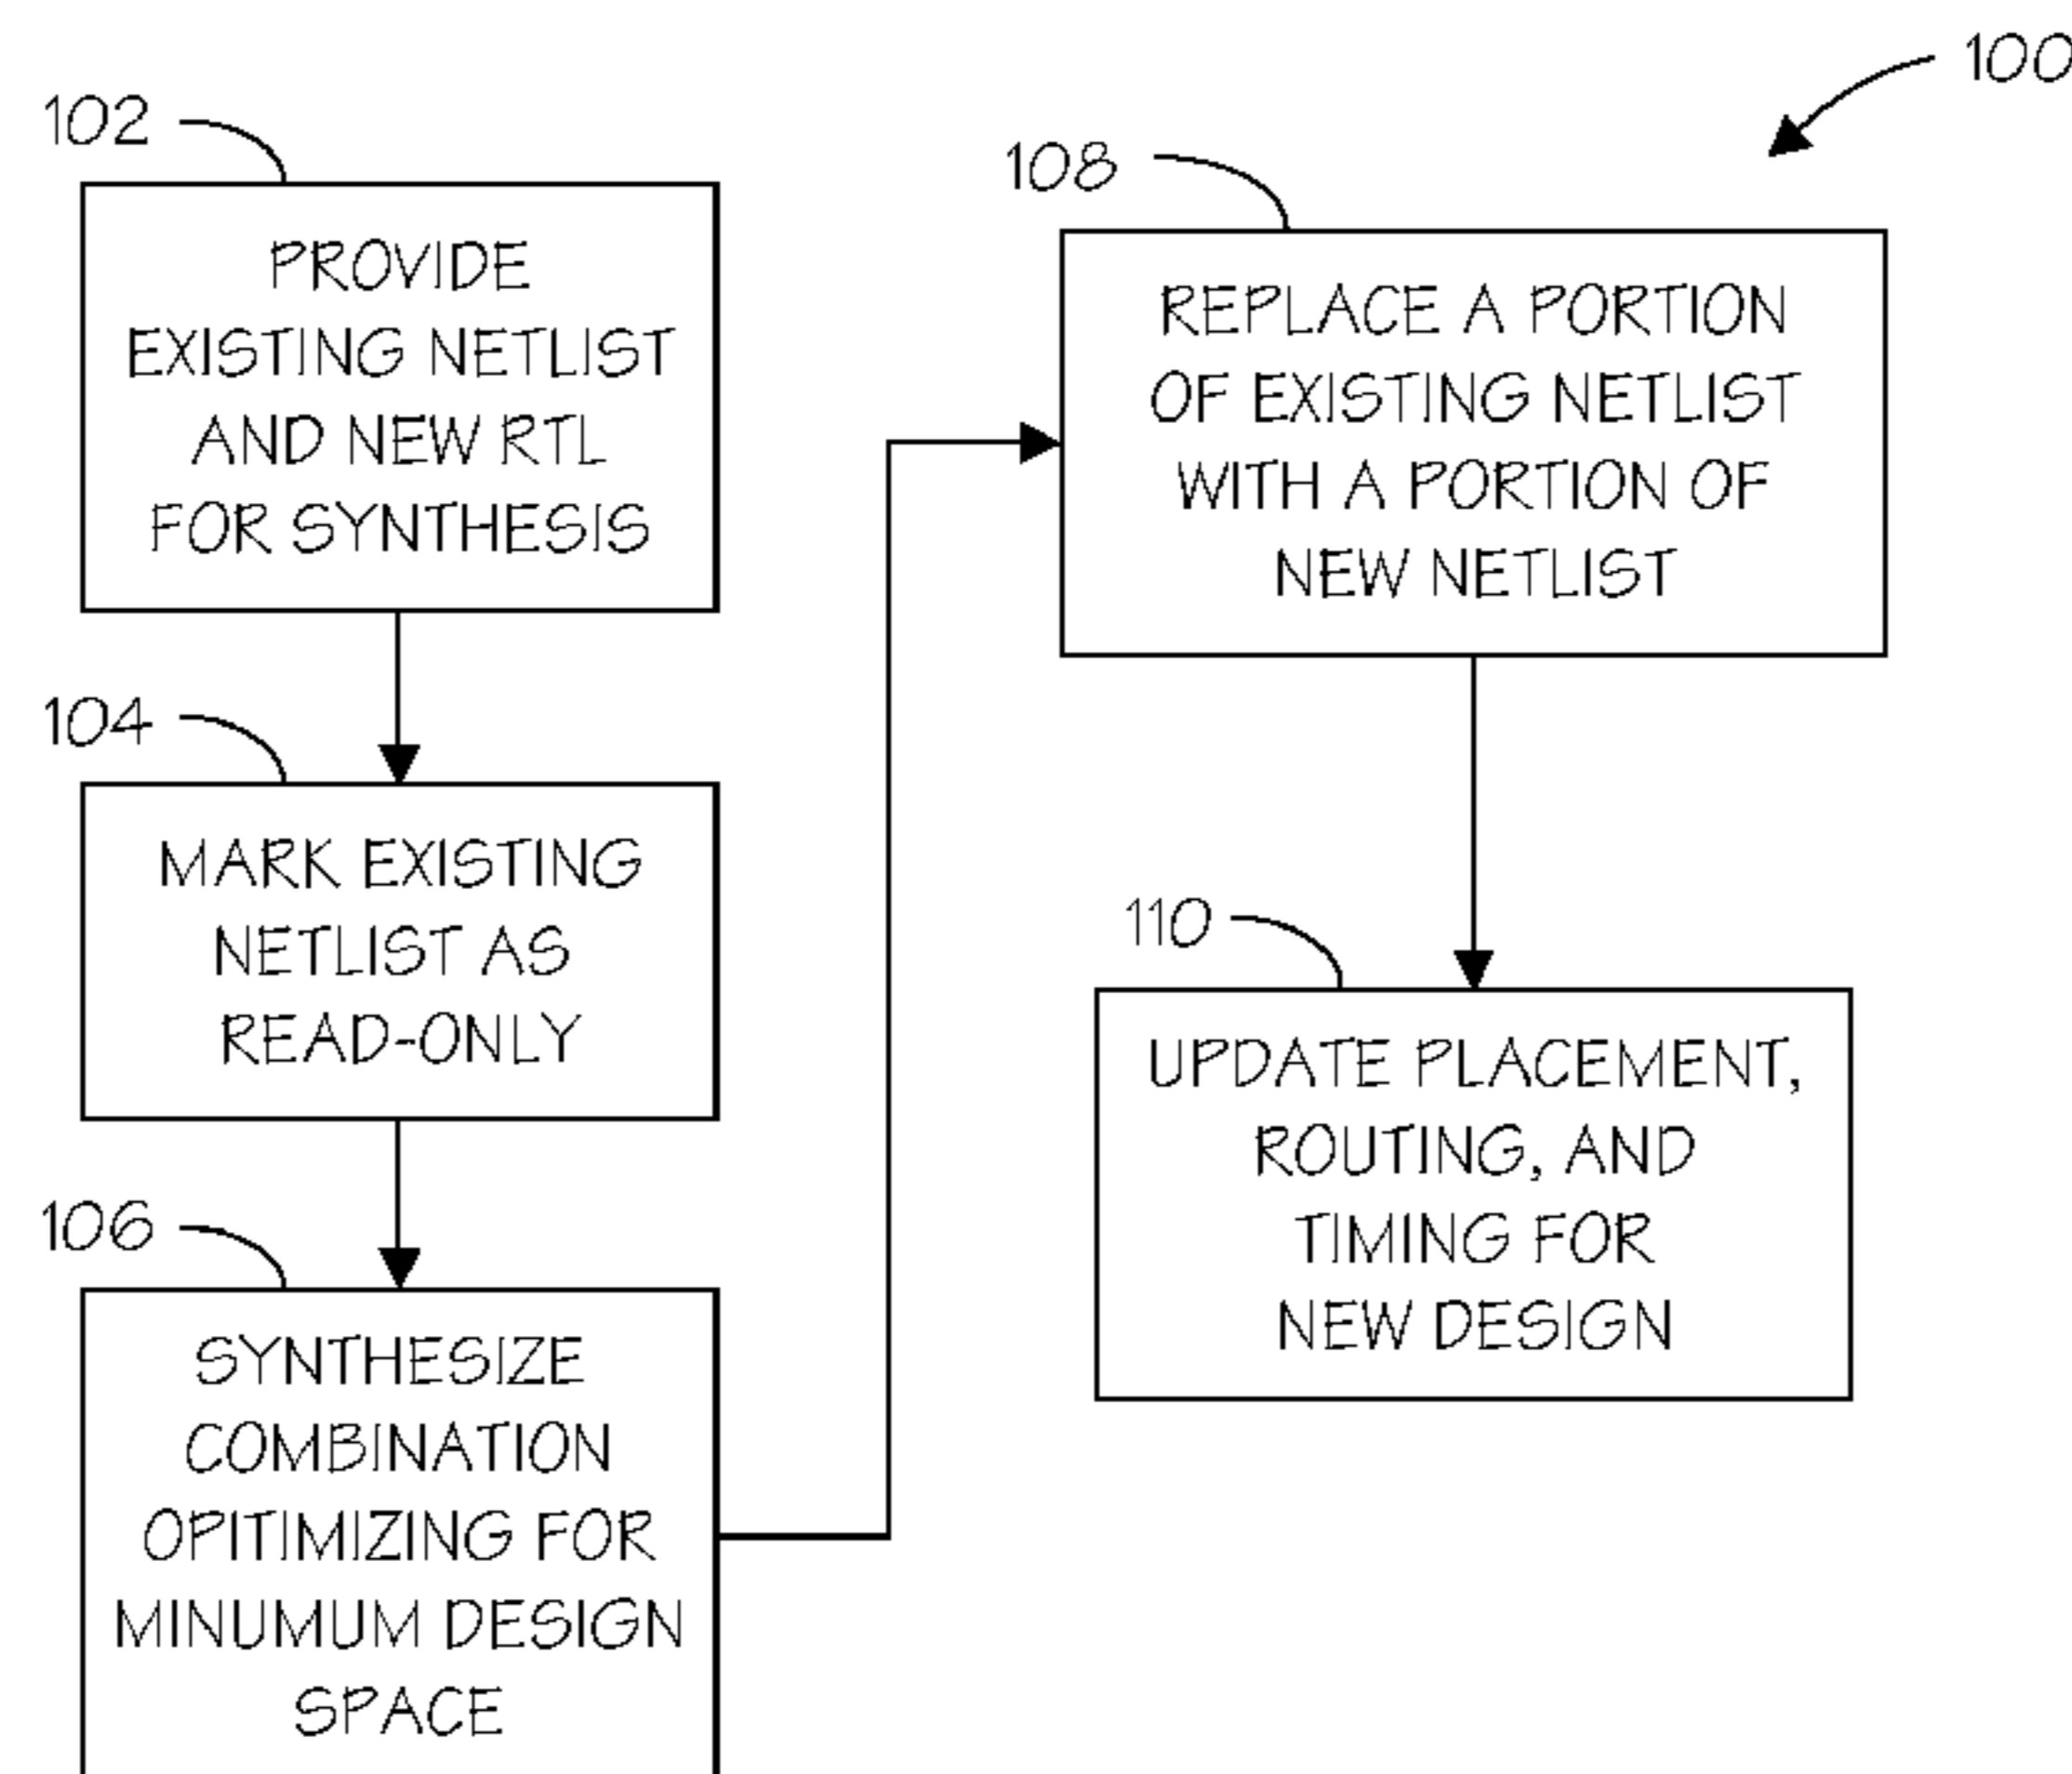 100
102
PROVIDE
EXISTING NETLIST
AND NEW RTL
FOR SYNTHESIS
104
MARK EXISTING
NETLIST AS
READ-ONLY
106
SYNTHESIZE
COMBINATION
OPITIMIZING FOR
MINUMUM DESIGN
SPACE
108
REPLACE A PORTION
OF EXISTING NETLIST
WITH A PORTION OF
NEW NETLIST
110
UPDATE PLACEMENT,
ROUTING, AND
TIMING FOR
NEW DESIGN